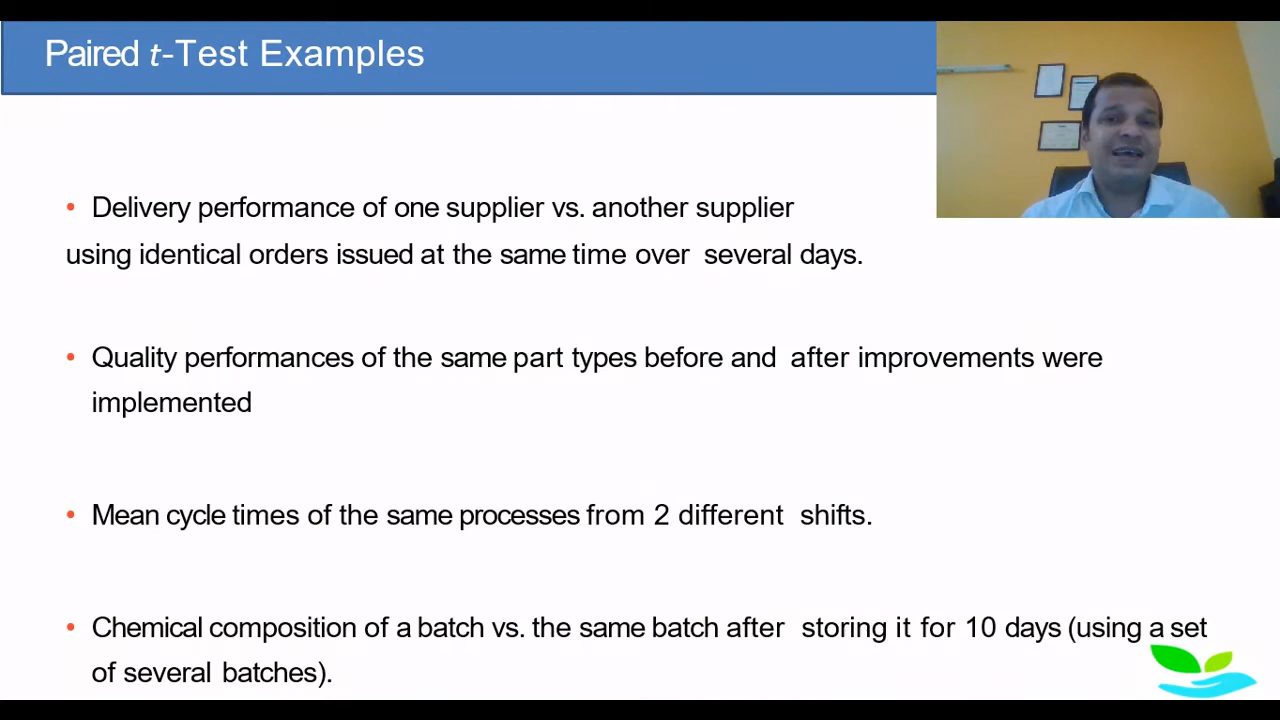 Paired t-Test Examples
• Delivery performance of one supplier vs. another supplier
using identical orders issued at the same time over several days.
• Quality performances of the same part types before and after improvements were
implemented
• Mean cycle times of the same processes from 2 different shifts.
• Chemical composition of a batch vs. the same batch after storing it for 10 days (using a set
of several batches).